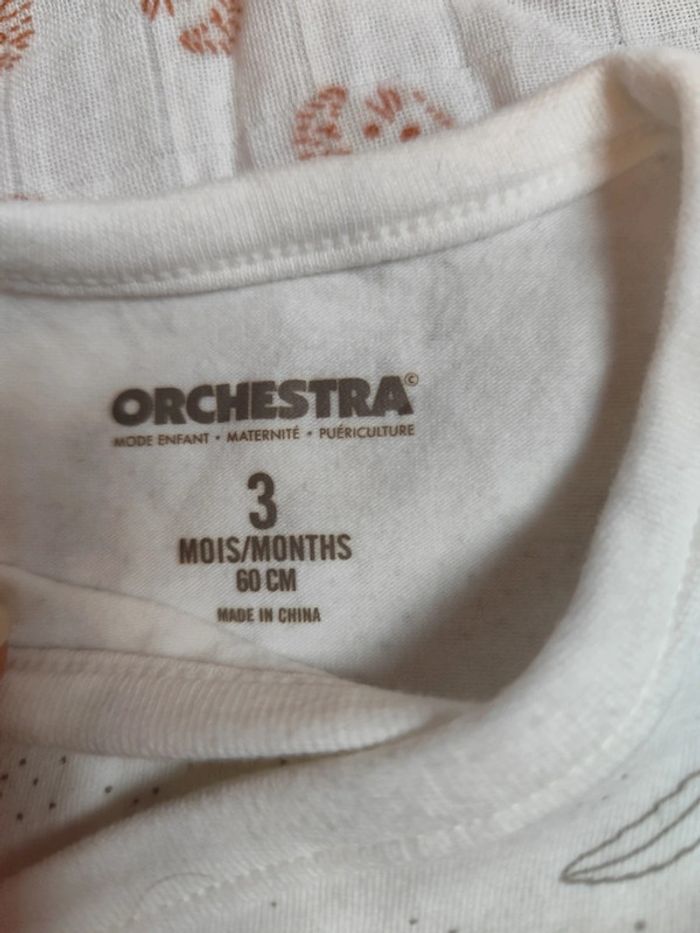 ORCHESTRA©
MODE ENFANT • MATERNITÉ • PUÉRICULTURE
3
MOIS/MONTHS
60 CM
MADE IN CHINA